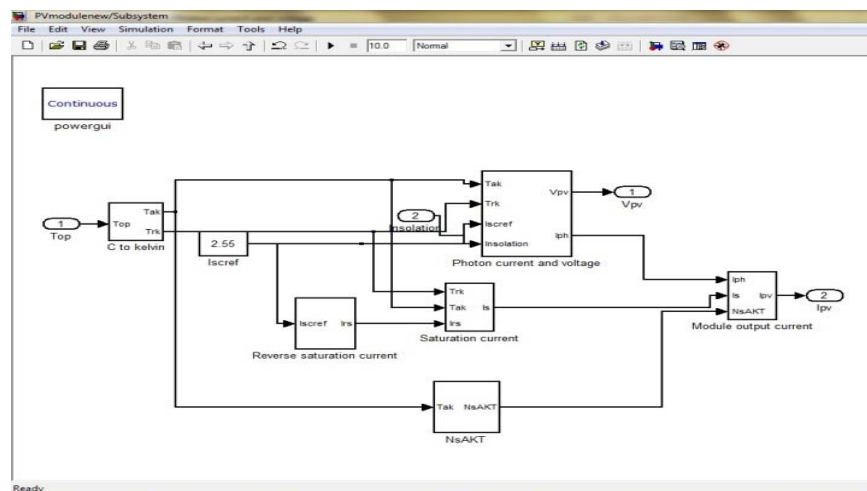 PVmodulenew/Subsystem
File Edit View Simulation Format Tools Help
10.0 Normal
Continuous
powergui
1
Top
Top Tak Trk
C to kelvin
2.55
Iscref
2
Insolation
Tak Trk Iscref Insolation Vpv Iph
Photon current and voltage
1
Vpv
Iscref Irs
Reverse saturation current
Trk Tak Irs Is
Saturation current
Iph Is NsAKT Ipv
Module output current
2
Ipv
Tak NsAKT
NsAKT
Ready